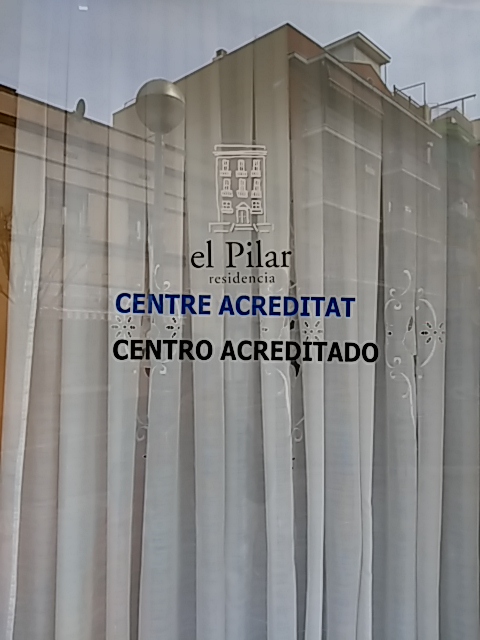 el Pilar
residencia
CENTRE ACREDITAT
CENTRO ACREDITADO